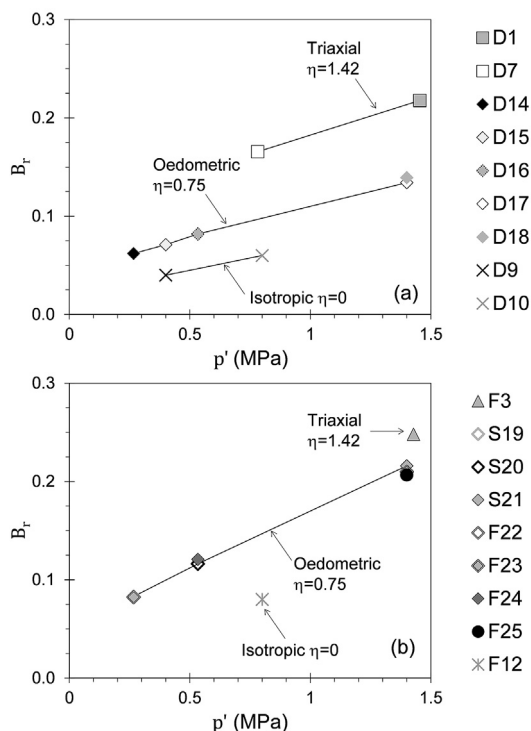 0.3
Triaxial
η=1.42
0.2
Oedometric
η=0.75
Br
0.1
Isotropic η=0
(a)
0.0
0 0.5 1 1.5
p' (MPa)
D1
D7
D14
D15
D16
D17
D18
D9
D10
0.3
Triaxial
η=1.42
0.2
Br
Oedometric
η=0.75
0.1
Isotropic η=0
(b)
0.0
0 0.5 1 1.5
p' (MPa)
F3
S19
S20
S21
F22
F23
F24
F25
F12